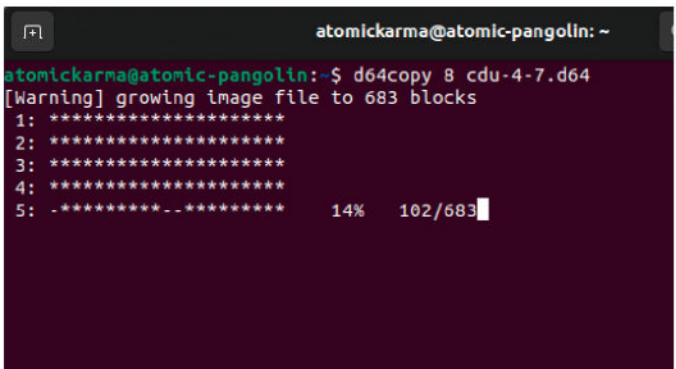 atomickarma@atomic-pangolin: ~
atomickarma@atomic-pangolin:~$ d64copy 8 cdu-4-7.d64
[Warning] growing image file to 683 blocks
1: *********************
2: *********************
3: *********************
4: *********************
5: -*********--********* 14% 102/683